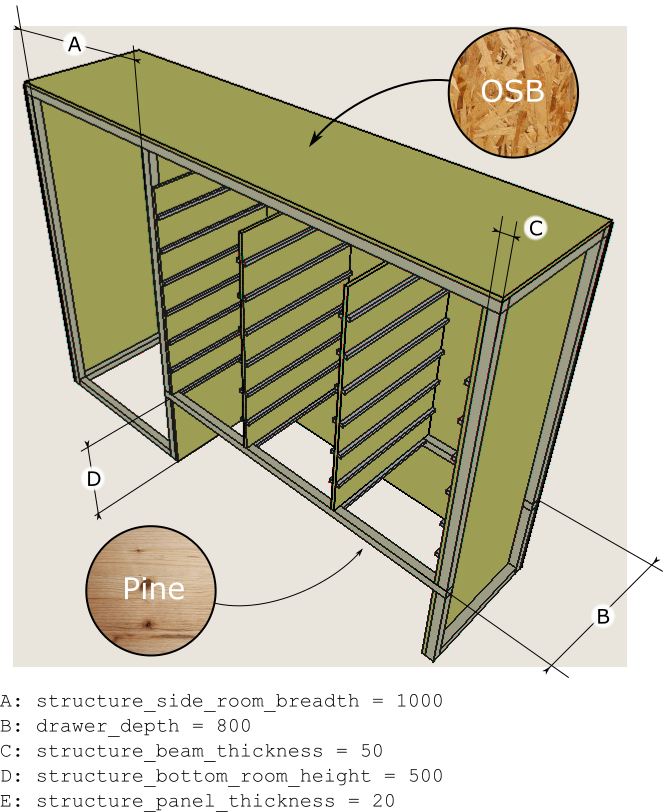 A
OSB
C
D
Pine
B
A: structure_side_room_breadth = 1000
B: drawer_depth = 800
C: structure_beam_thickness = 50
D: structure_bottom_room_height = 500
E: structure_panel_thickness = 20